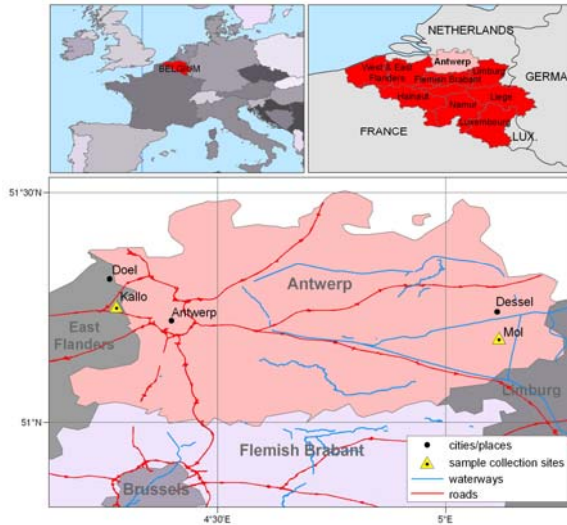 BELGIUM
NETHERLANDS
Antwerp
West & East
Flanders
Limburg
Flemish Brabant
GERMA
Hainaut
Namur
Liege
Luxembourg
FRANCE
LUX.
51°30'N
Doel
Kallo
Antwerp
Antwerp
Dessel
Mol
East
Flanders
Limburg
51°N
Flemish Brabant
Brussels
cities/places
sample collection sites
waterways
roads
4°30'E
5°E